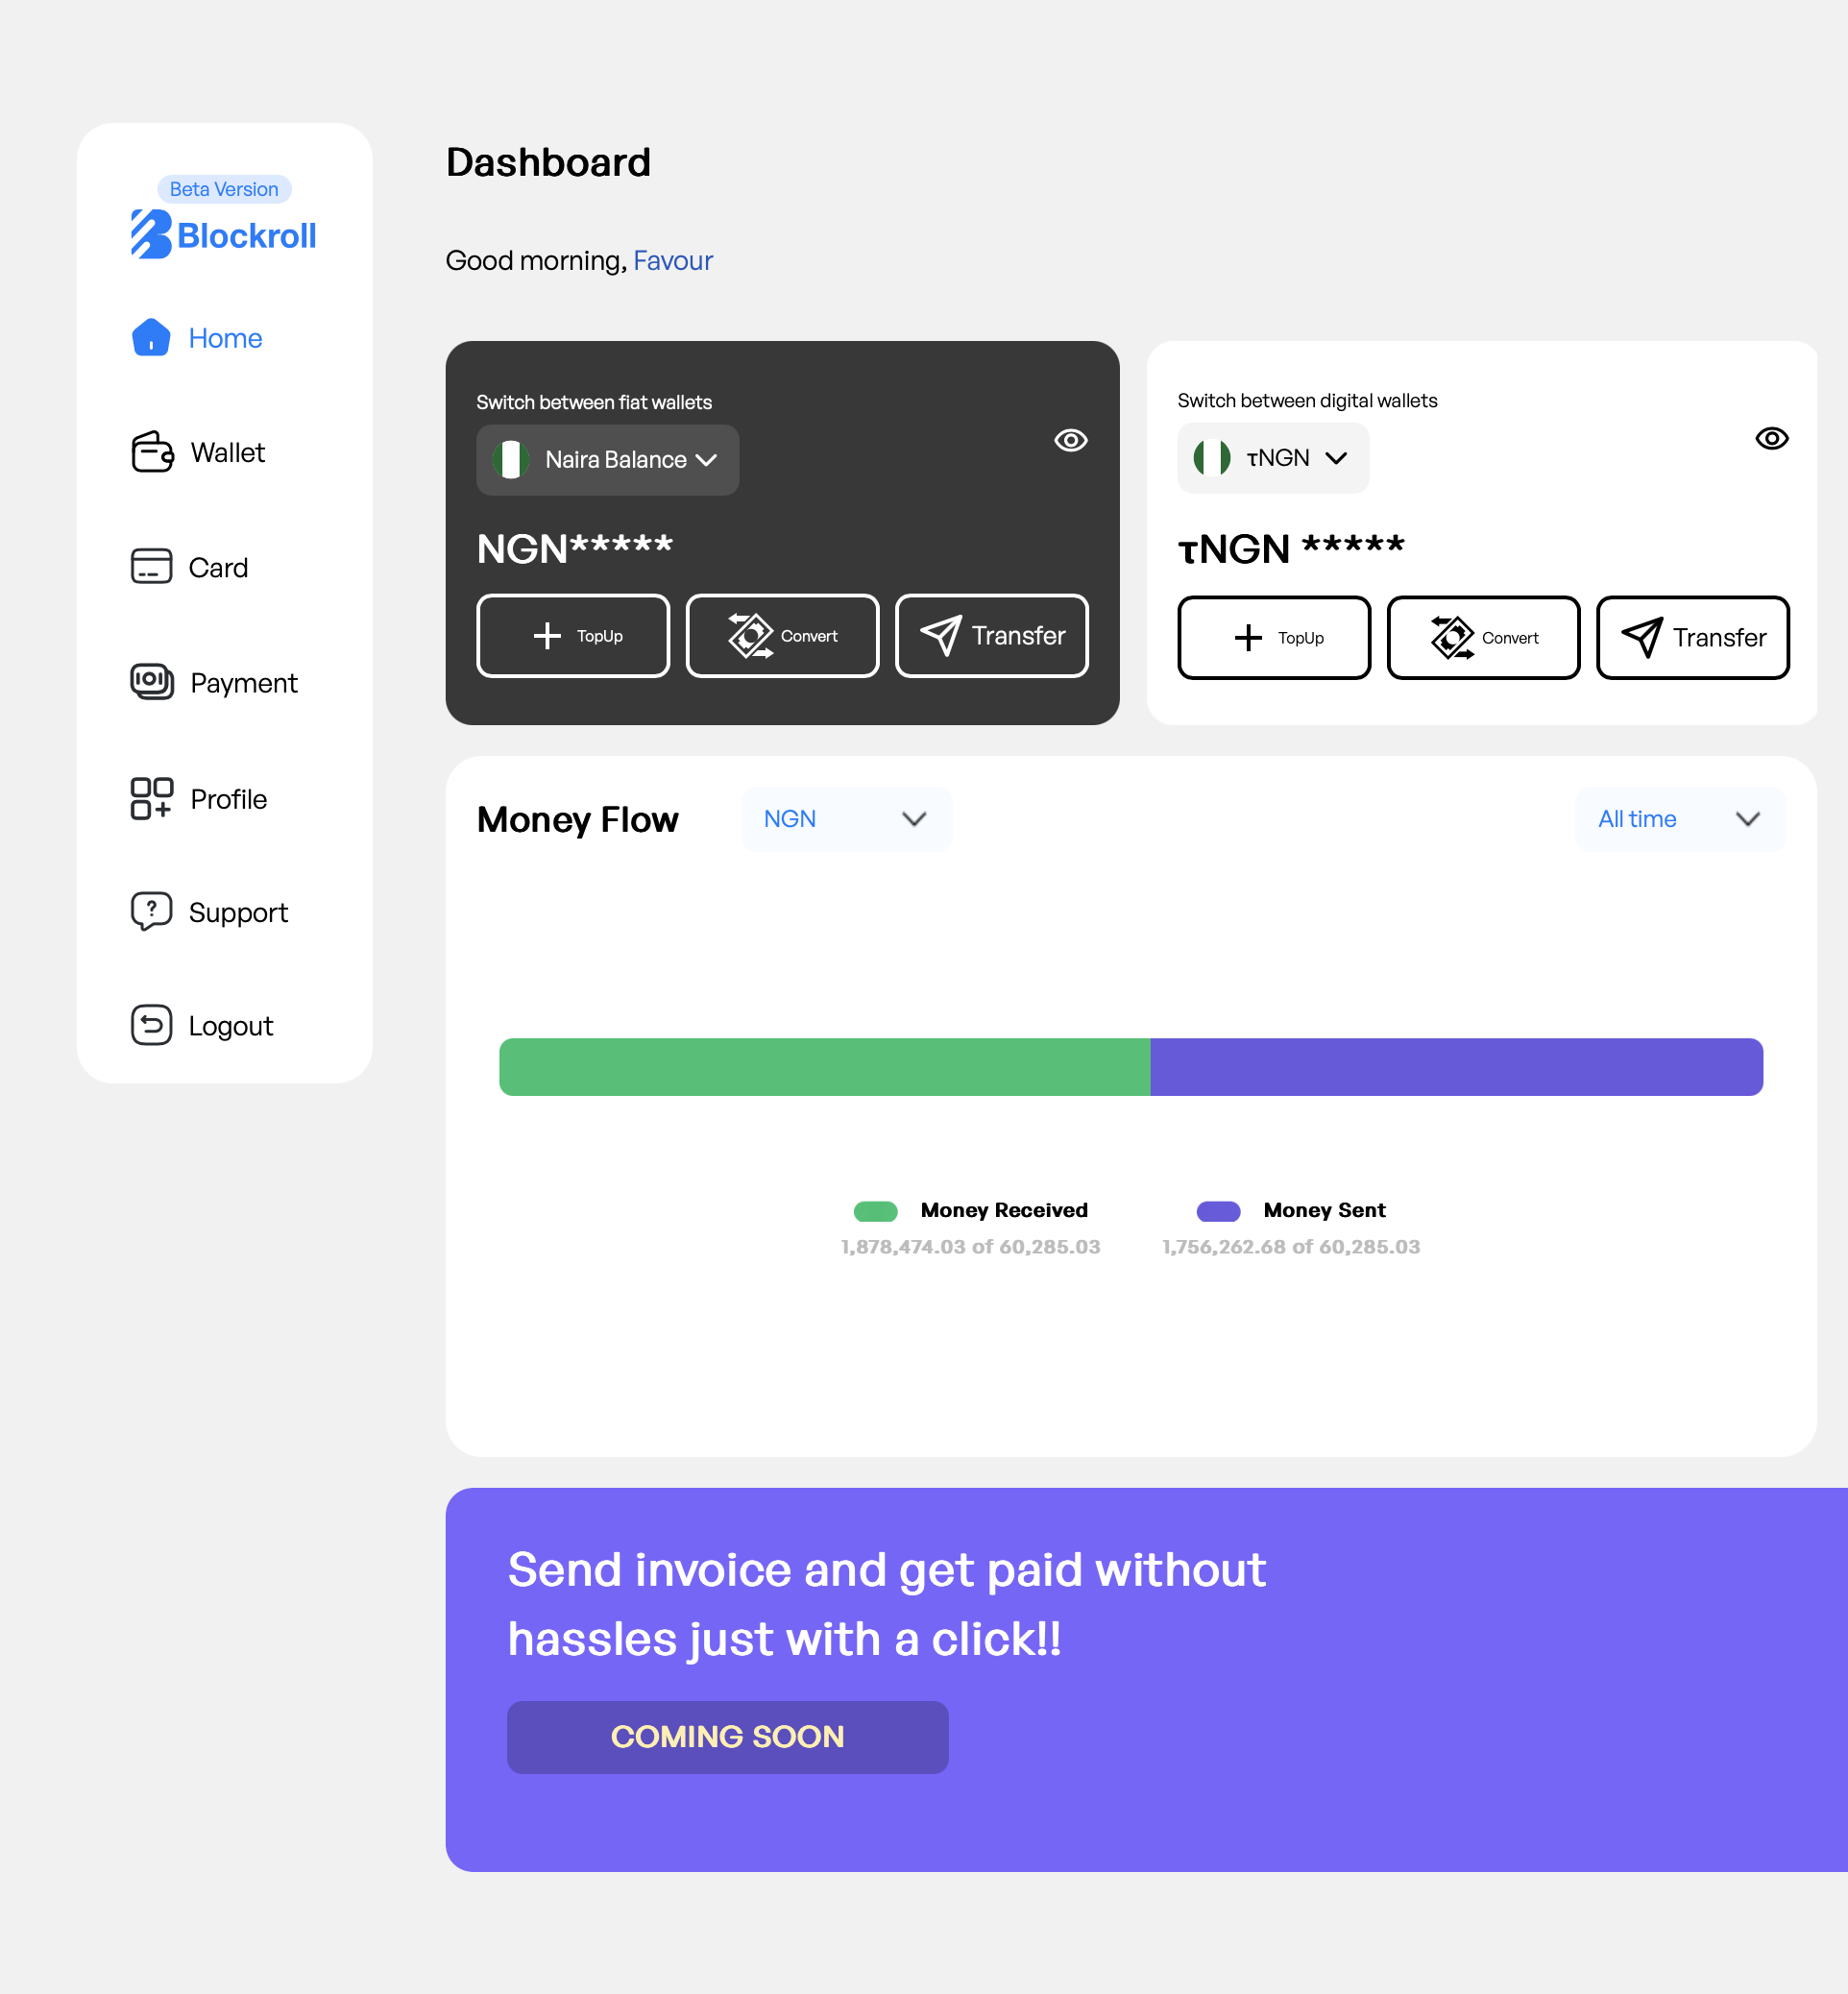 Beta Version
Blockroll
Home
Wallet
Card
Payment
Profile
Support
Logout
Dashboard
Good morning, Favour
Switch between fiat wallets
Naira Balance
NGN*****
TopUp
Convert
Transfer
Switch between digital wallets
τNGN
τNGN *****
TopUp
Convert
Transfer
Money Flow
NGN
All time
Money Received
1,878,474.03 of 60,285.03
Money Sent
1,756,262.68 of 60,285.03
Send invoice and get paid without
hassles just with a click!!
COMING SOON